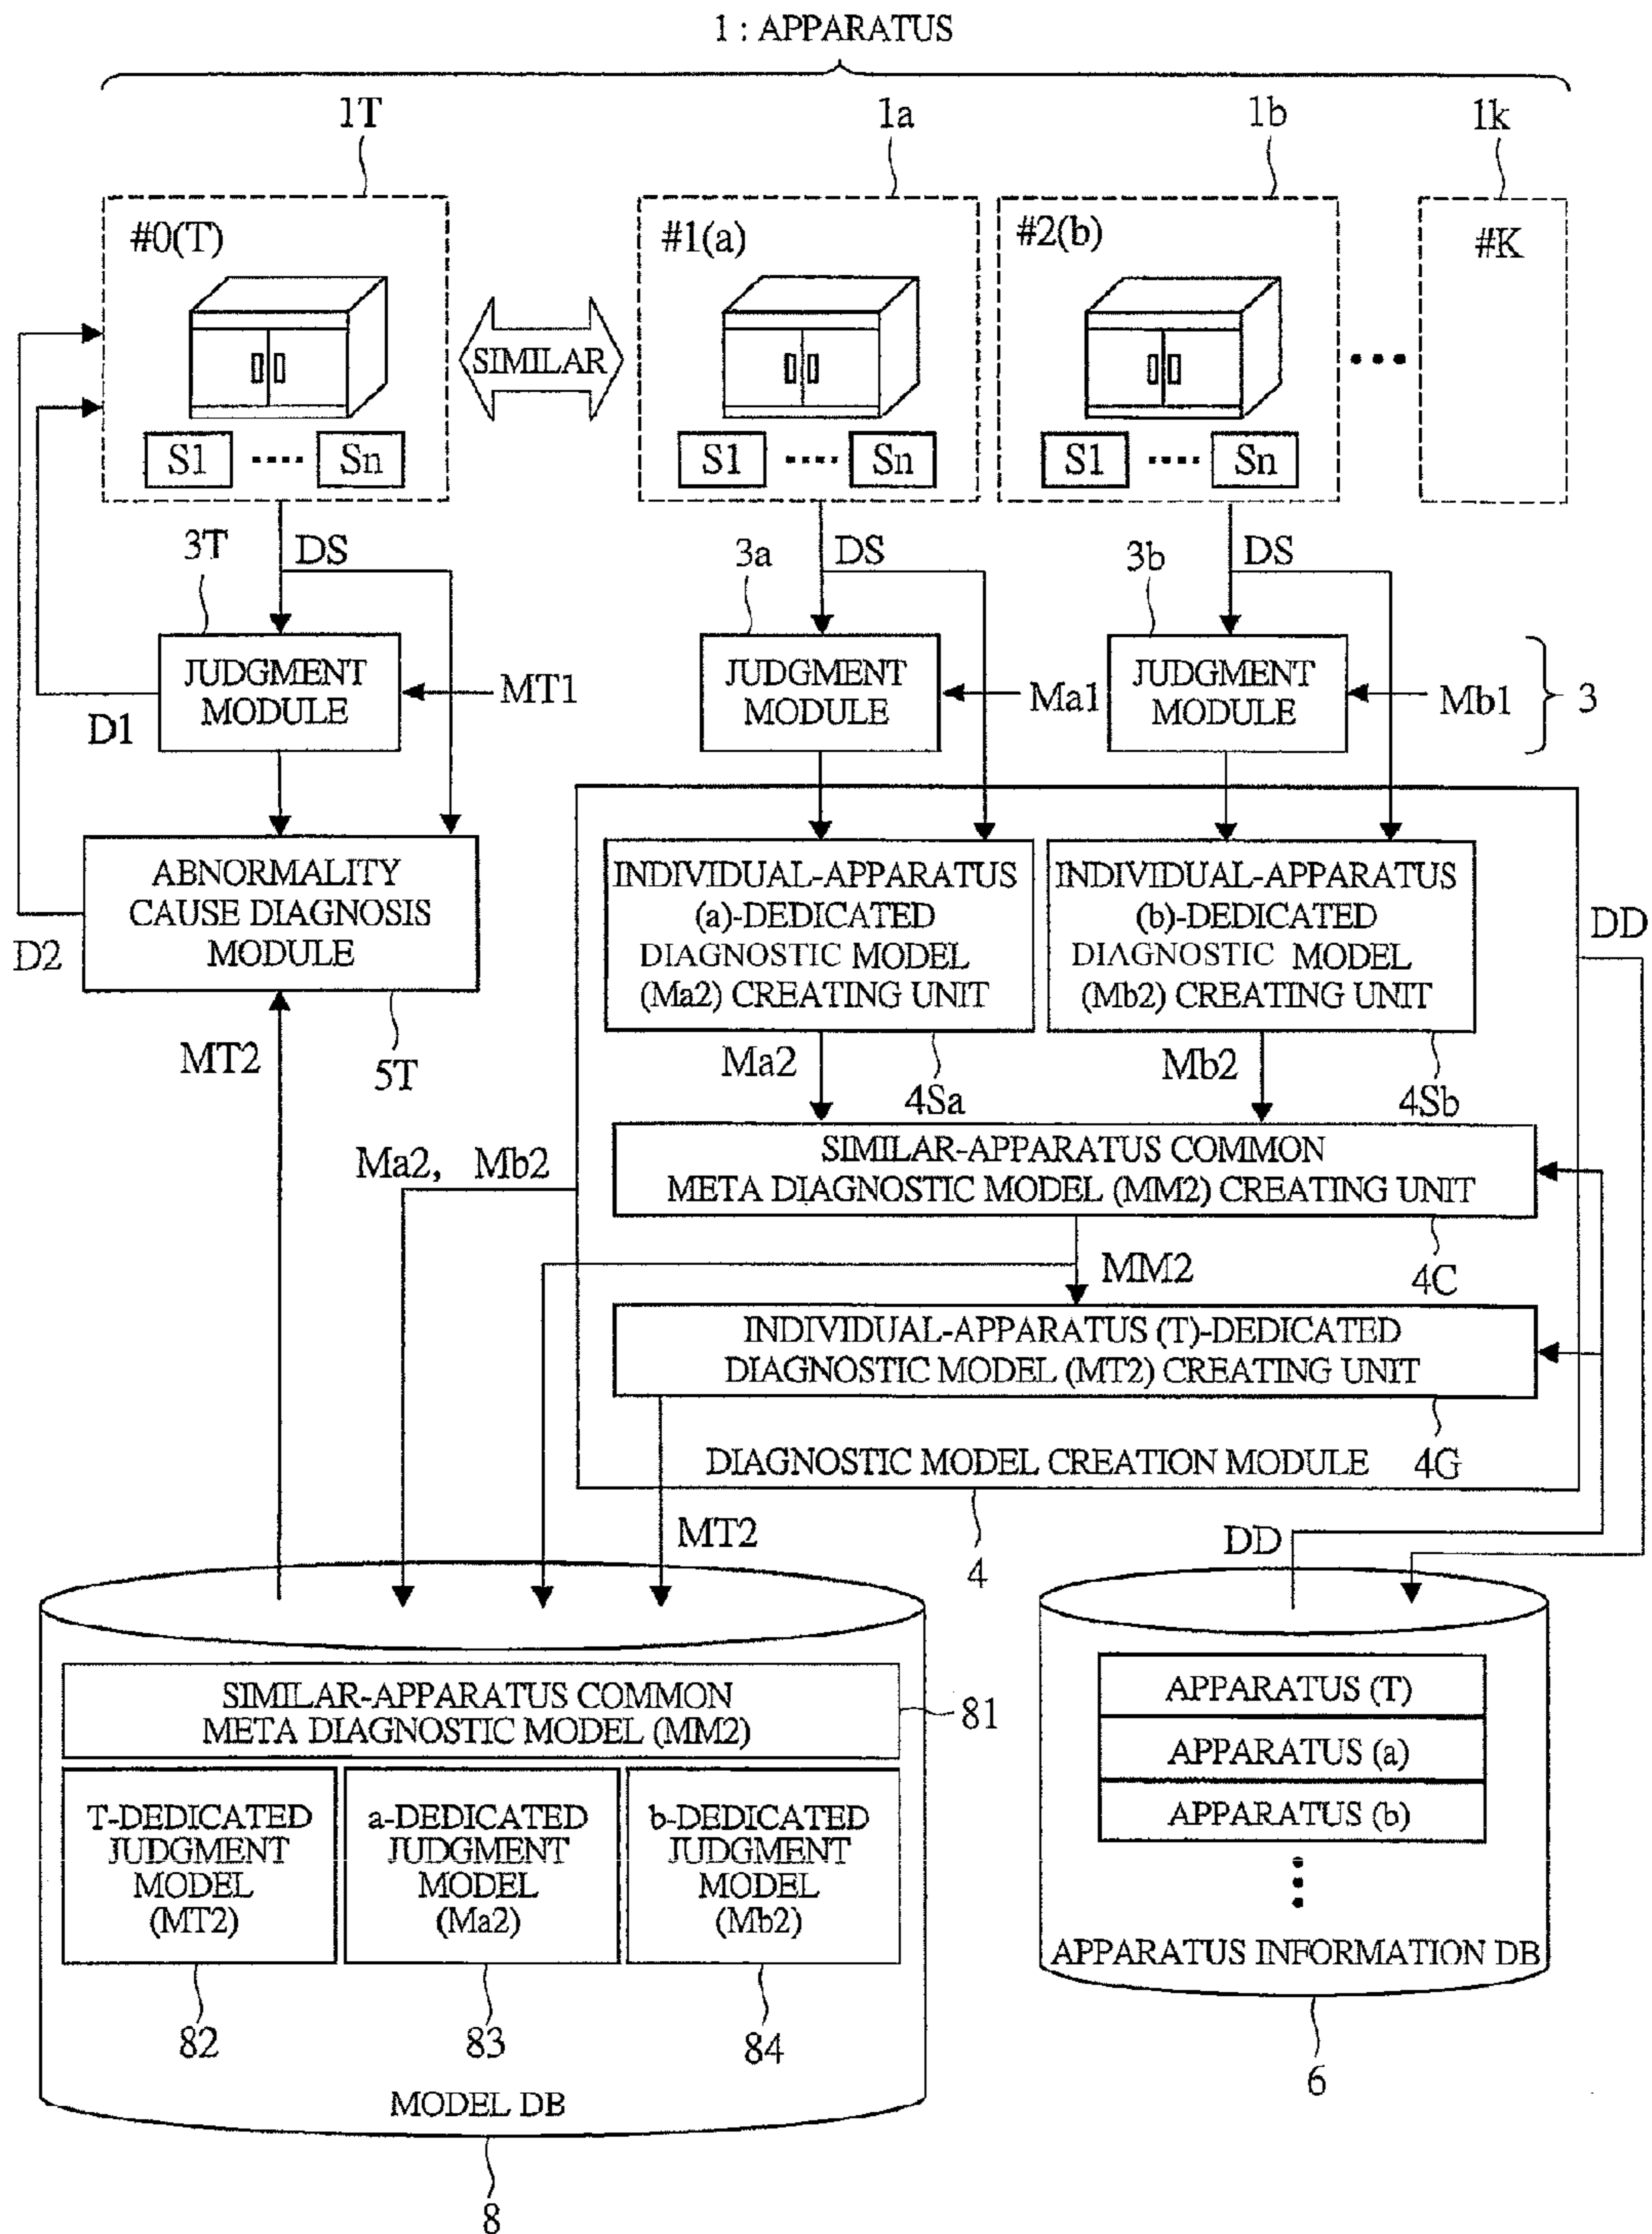 1 : APPARATUS
1T
1a
1b
1k
#0(T)
#1(a)
#2(b)
#K
SIMILAR
S1 .... Sn
S1 .... Sn
S1 .... Sn
3T
DS
3a
DS
3b
DS
JUDGMENT
MODULE
MT1
JUDGMENT
MODULE
Ma1
JUDGMENT
MODULE
Mb1
3
D1
ABNORMALITY
CAUSE DIAGNOSIS
MODULE
D2
5T
MT2
INDIVIDUAL-APPARATUS
(a)-DEDICATED
DIAGNOSTIC MODEL
(Ma2) CREATING UNIT
INDIVIDUAL-APPARATUS
(b)-DEDICATED
DIAGNOSTIC MODEL
(Mb2) CREATING UNIT
DD
Ma2
4Sa
Mb2
4Sb
Ma2, Mb2
SIMILAR-APPARATUS COMMON
META DIAGNOSTIC MODEL (MM2) CREATING UNIT
MM2
4C
INDIVIDUAL-APPARATUS (T)-DEDICATED
DIAGNOSTIC MODEL (MT2) CREATING UNIT
DIAGNOSTIC MODEL CREATION MODULE
4G
MT2
4
DD
SIMILAR-APPARATUS COMMON
META DIAGNOSTIC MODEL (MM2)
81
T-DEDICATED
JUDGMENT
MODEL
(MT2)
a-DEDICATED
JUDGMENT
MODEL
(Ma2)
b-DEDICATED
JUDGMENT
MODEL
(Mb2)
82
83
84
MODEL DB
8
APPARATUS (T)
APPARATUS (a)
APPARATUS (b)
APPARATUS INFORMATION DB
6